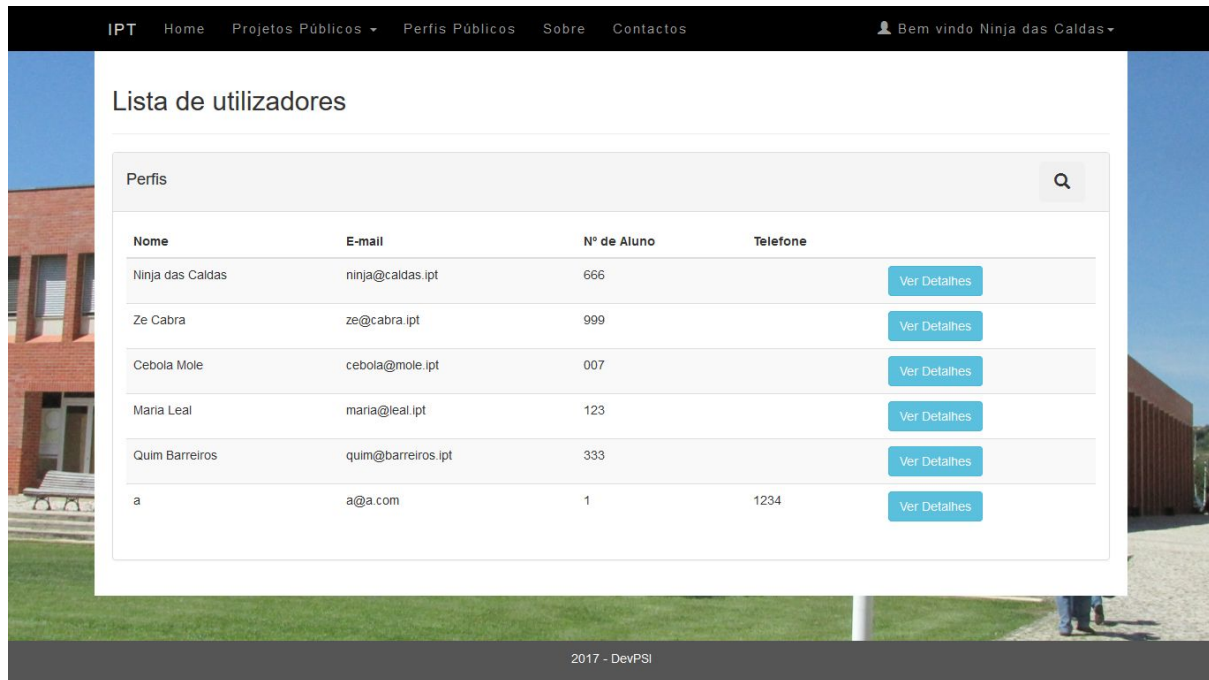 IPT Home Projetos Públicos Perfis Públicos Sobre Contactos Bem vindo Ninja das Caldas
Lista de utilizadores
Perfis
Nome E-mail Nº de Aluno Telefone
Ninja das Caldas ninja@caldas.ipt 666 Ver Detalhes
Ze Cabra ze@cabra.ipt 999 Ver Detalhes
Cebola Mole cebola@mole.ipt 007 Ver Detalhes
Maria Leal maria@leal.ipt 123 Ver Detalhes
Quim Barreiros quim@barreiros.ipt 333 Ver Detalhes
a a@a.com 1 1234 Ver Detalhes
2017 - DevPSI